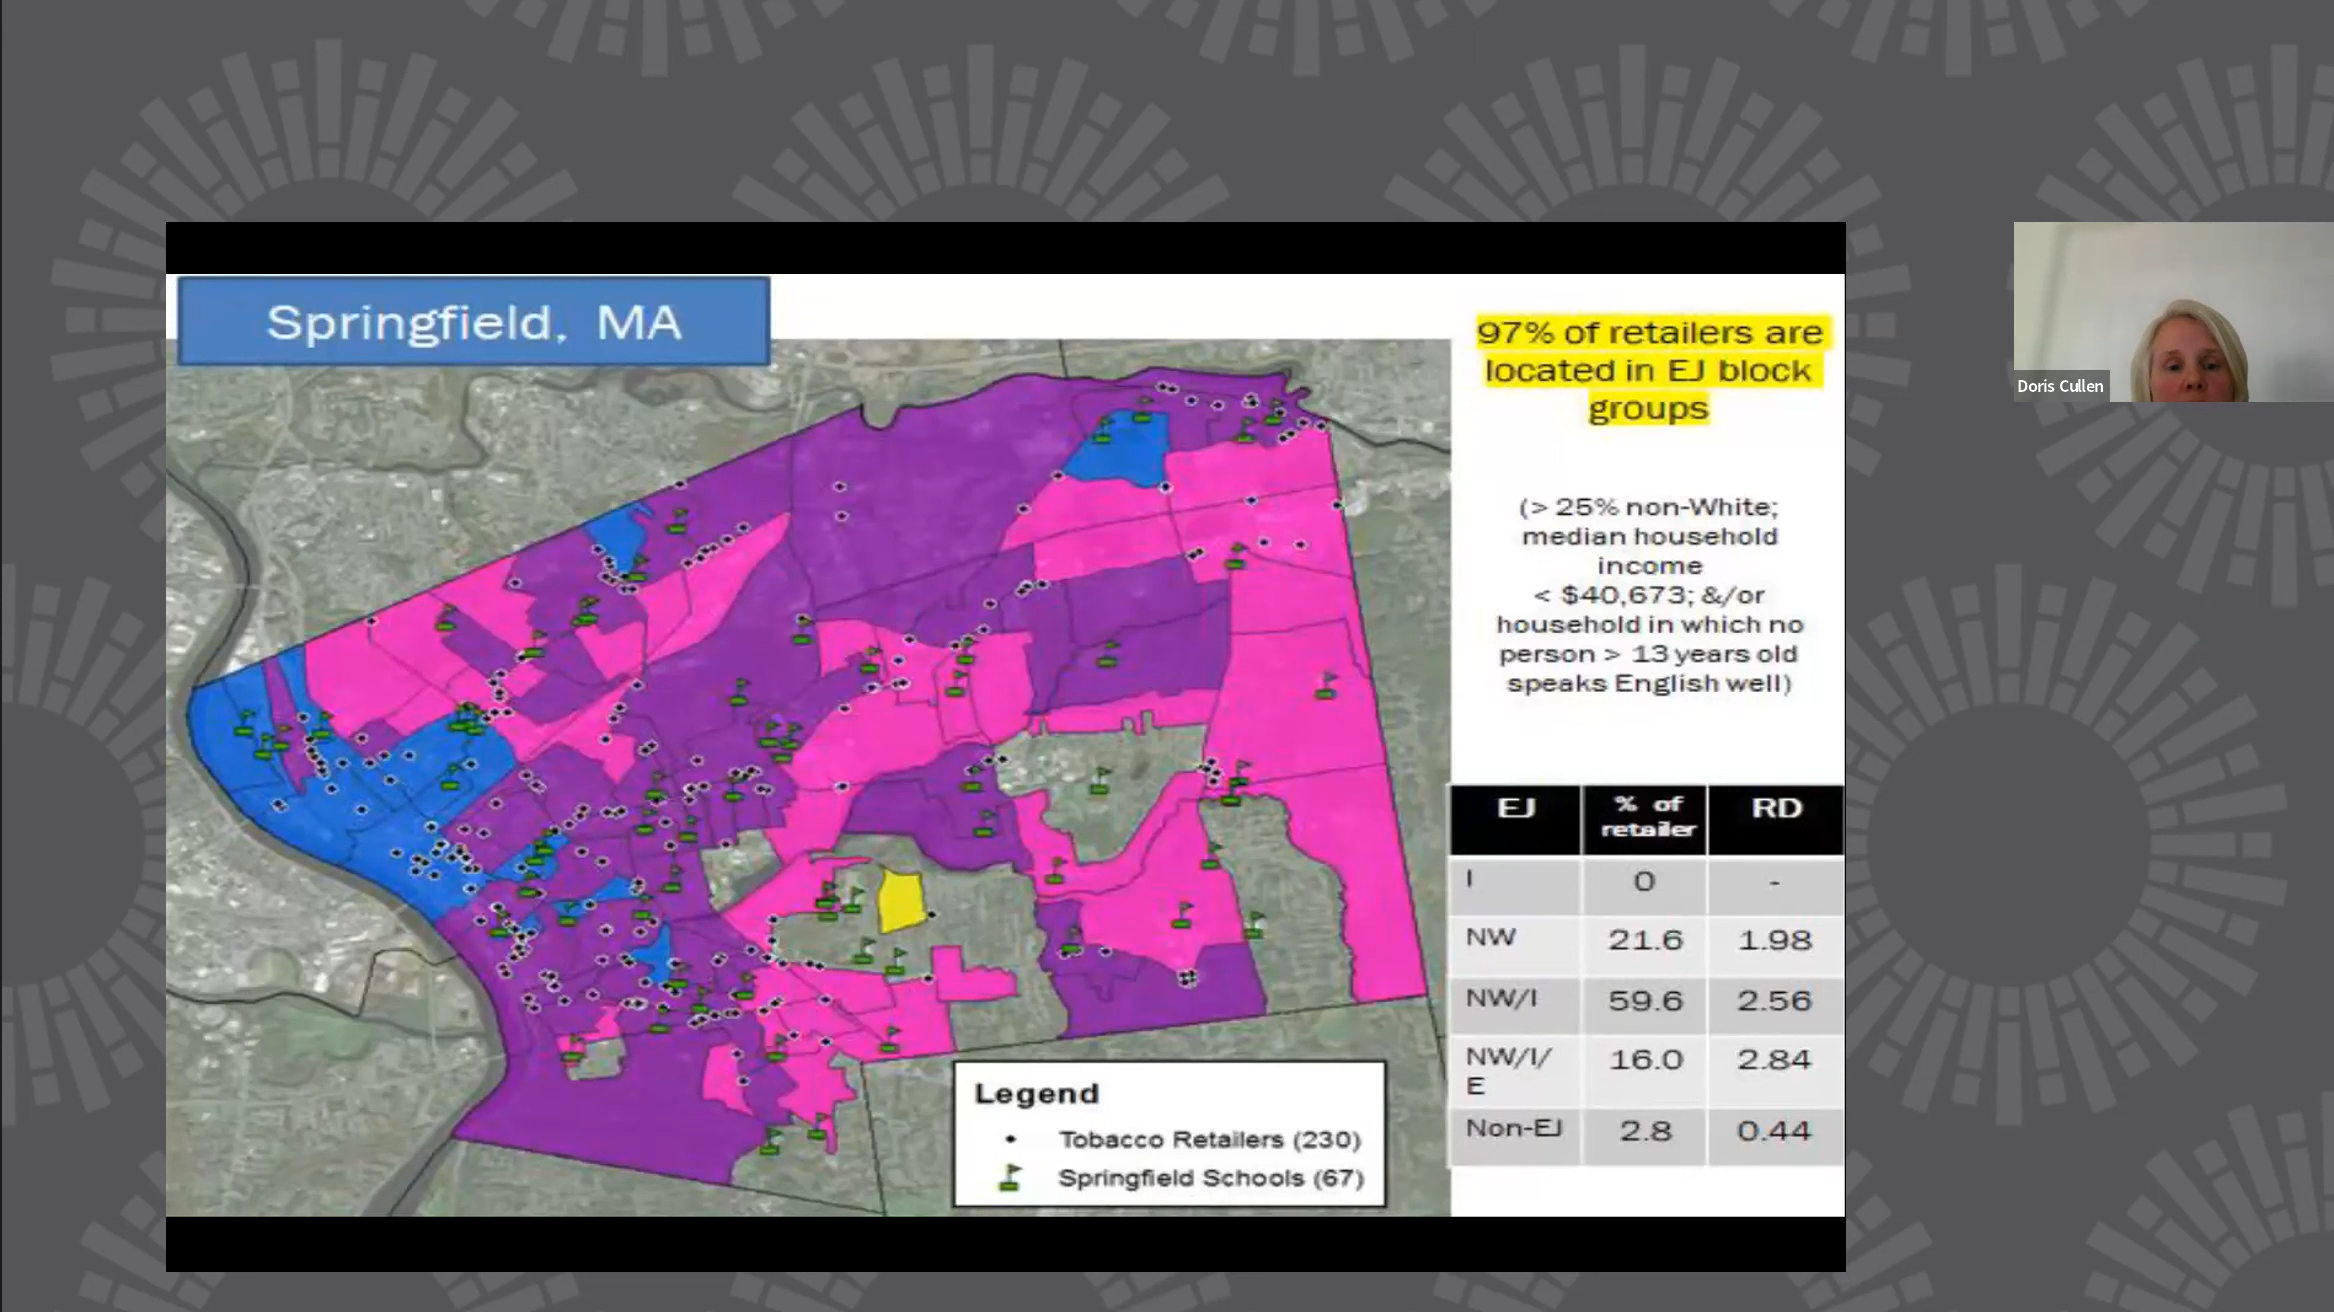 Springfield, MA
97% of retailers are
located in EJ block
groups
(> 25% non-White;
median household
income
< $40,673; &/or
household in which no
person > 13 years old
speaks English well)
EJ % of retailer RD
I 0 -
NW 21.6 1.98
NW/I 59.6 2.56
NW/I/E 16.0 2.84
Non-EJ 2.8 0.44
Legend
Tobacco Retailers (230)
Springfield Schools (67)
Doris Cullen